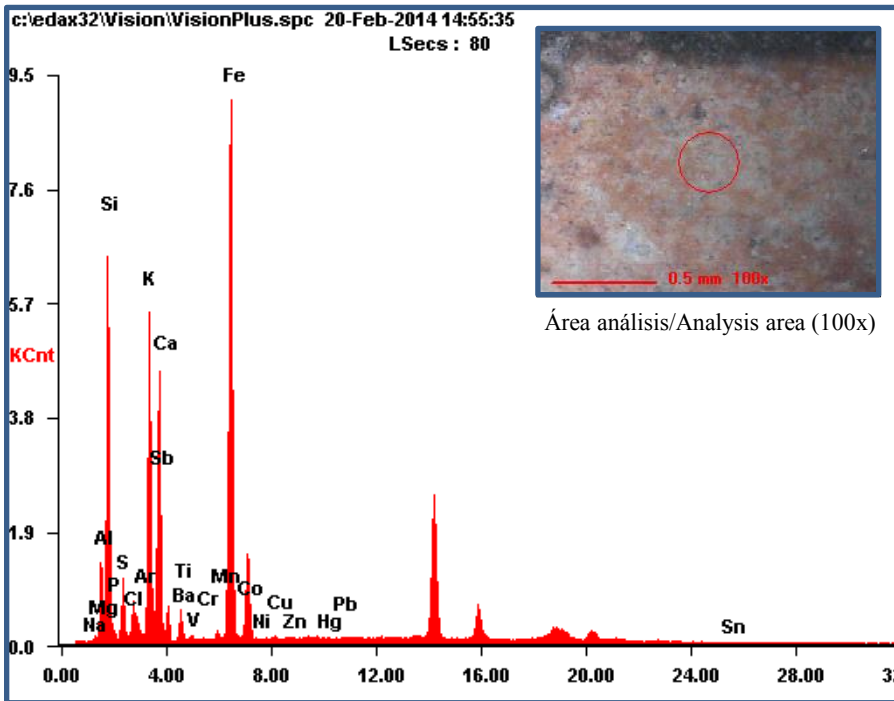 c:\edax32\Vision\VisionPlus.spc 20-Feb-2014 14:55:35
LSecs : 80
9.5
7.6
5.7
KCnt
3.8
1.9
0.0
Fe
Si
K
Ca
Sb
Al
P
S
Ar
Ti
Mn
Mg
Cl
Ba
Cr
Co
Cu
Pb
Na
V
Ni
Zn
Hg
Sn
0.00 4.00 8.00 12.00 16.00 20.00 24.00 28.00 32
0.5 mm 100x
Área análisis/Analysis area (100x)